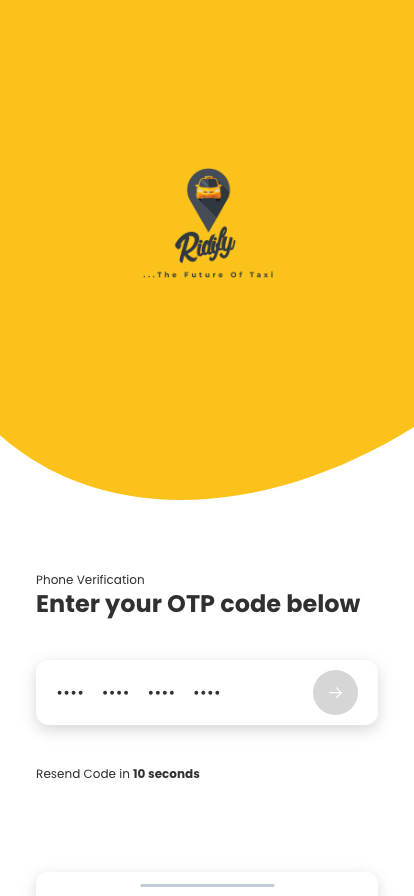 Ridify
...The Future Of Taxi
Phone Verification
Enter your OTP code below
•••• •••• •••• ••••
Resend Code in 10 seconds